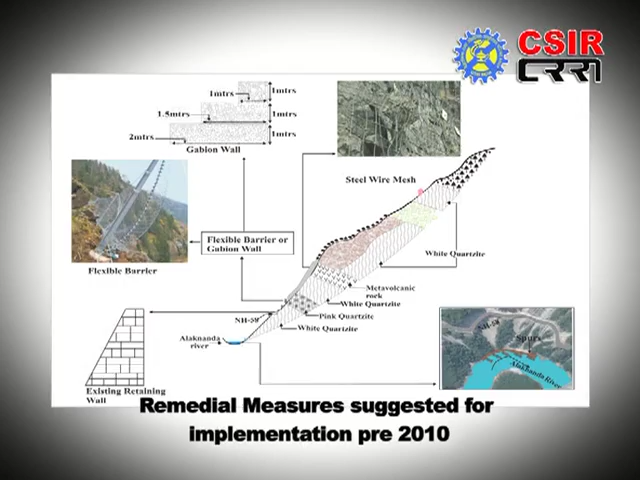 CSIR
CRRI
1mtrs
1mtrs
1.5mtrs
1mtrs
2mtrs
1mtrs
Gabion Wall
Steel Wire Mesh
Flexible Barrier or
Gabion Wall
White Quartzite
Flexible Barrier
Metavolcanic
rock
White Quartzite
NH-58
Pink Quartzite
White Quartzite
Alaknanda
river
NH-58
Spurs
Alaknanda River
Existing Retaining
Wall
Remedial Measures suggested for
implementation pre 2010